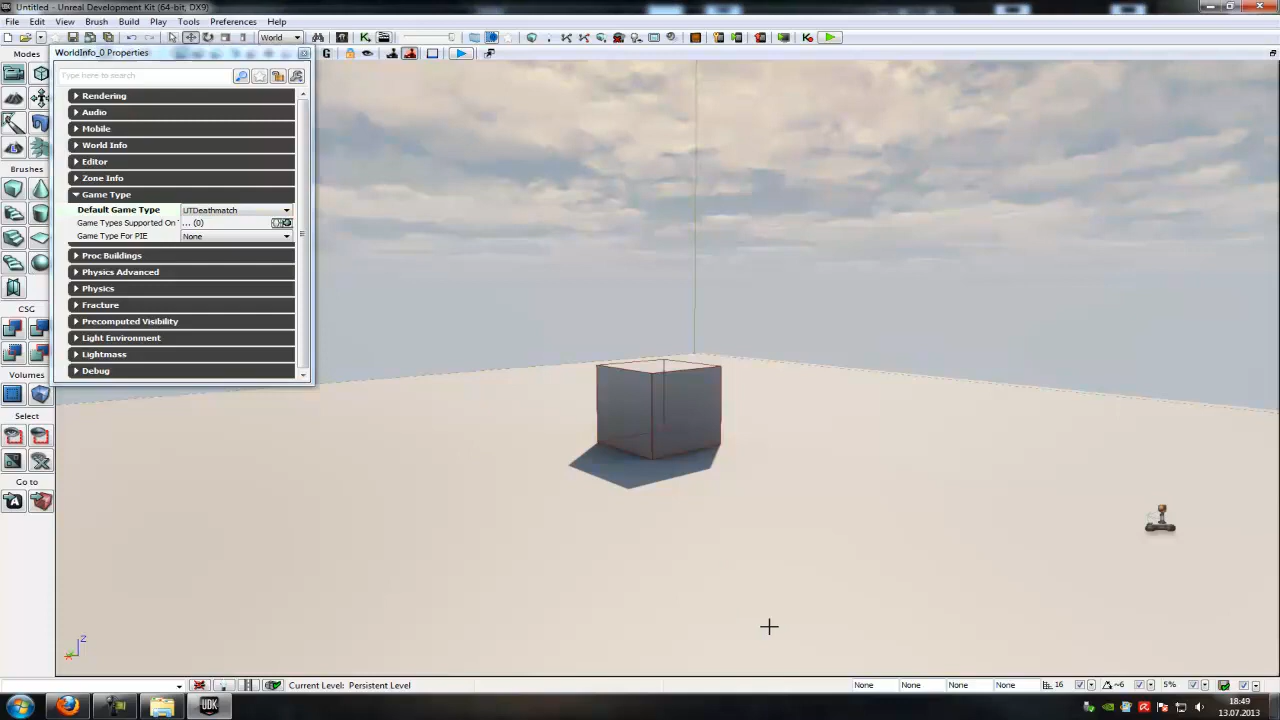 Untitled - Unreal Development Kit (64-bit, DX9)
File Edit View Brush Build Play Tools Preferences Help
World
Modes
WorldInfo_0 Properties
G
Type here to search
Rendering
Audio
Mobile
World Info
Editor
Brushes
Zone Info
Game Type
Default Game Type UTDeathmatch
Game Types Supported On ... (0)
Game Type For PIE None
Proc Buildings
Physics Advanced
Physics
Fracture
CSG
Precomputed Visibility
Light Environment
Lightmass
Debug
Volumes
Select
Go to
Z
X
Current Level: Persistent Level
None None None None 16 ~6 5%
UDK
18:49
13.07.2013